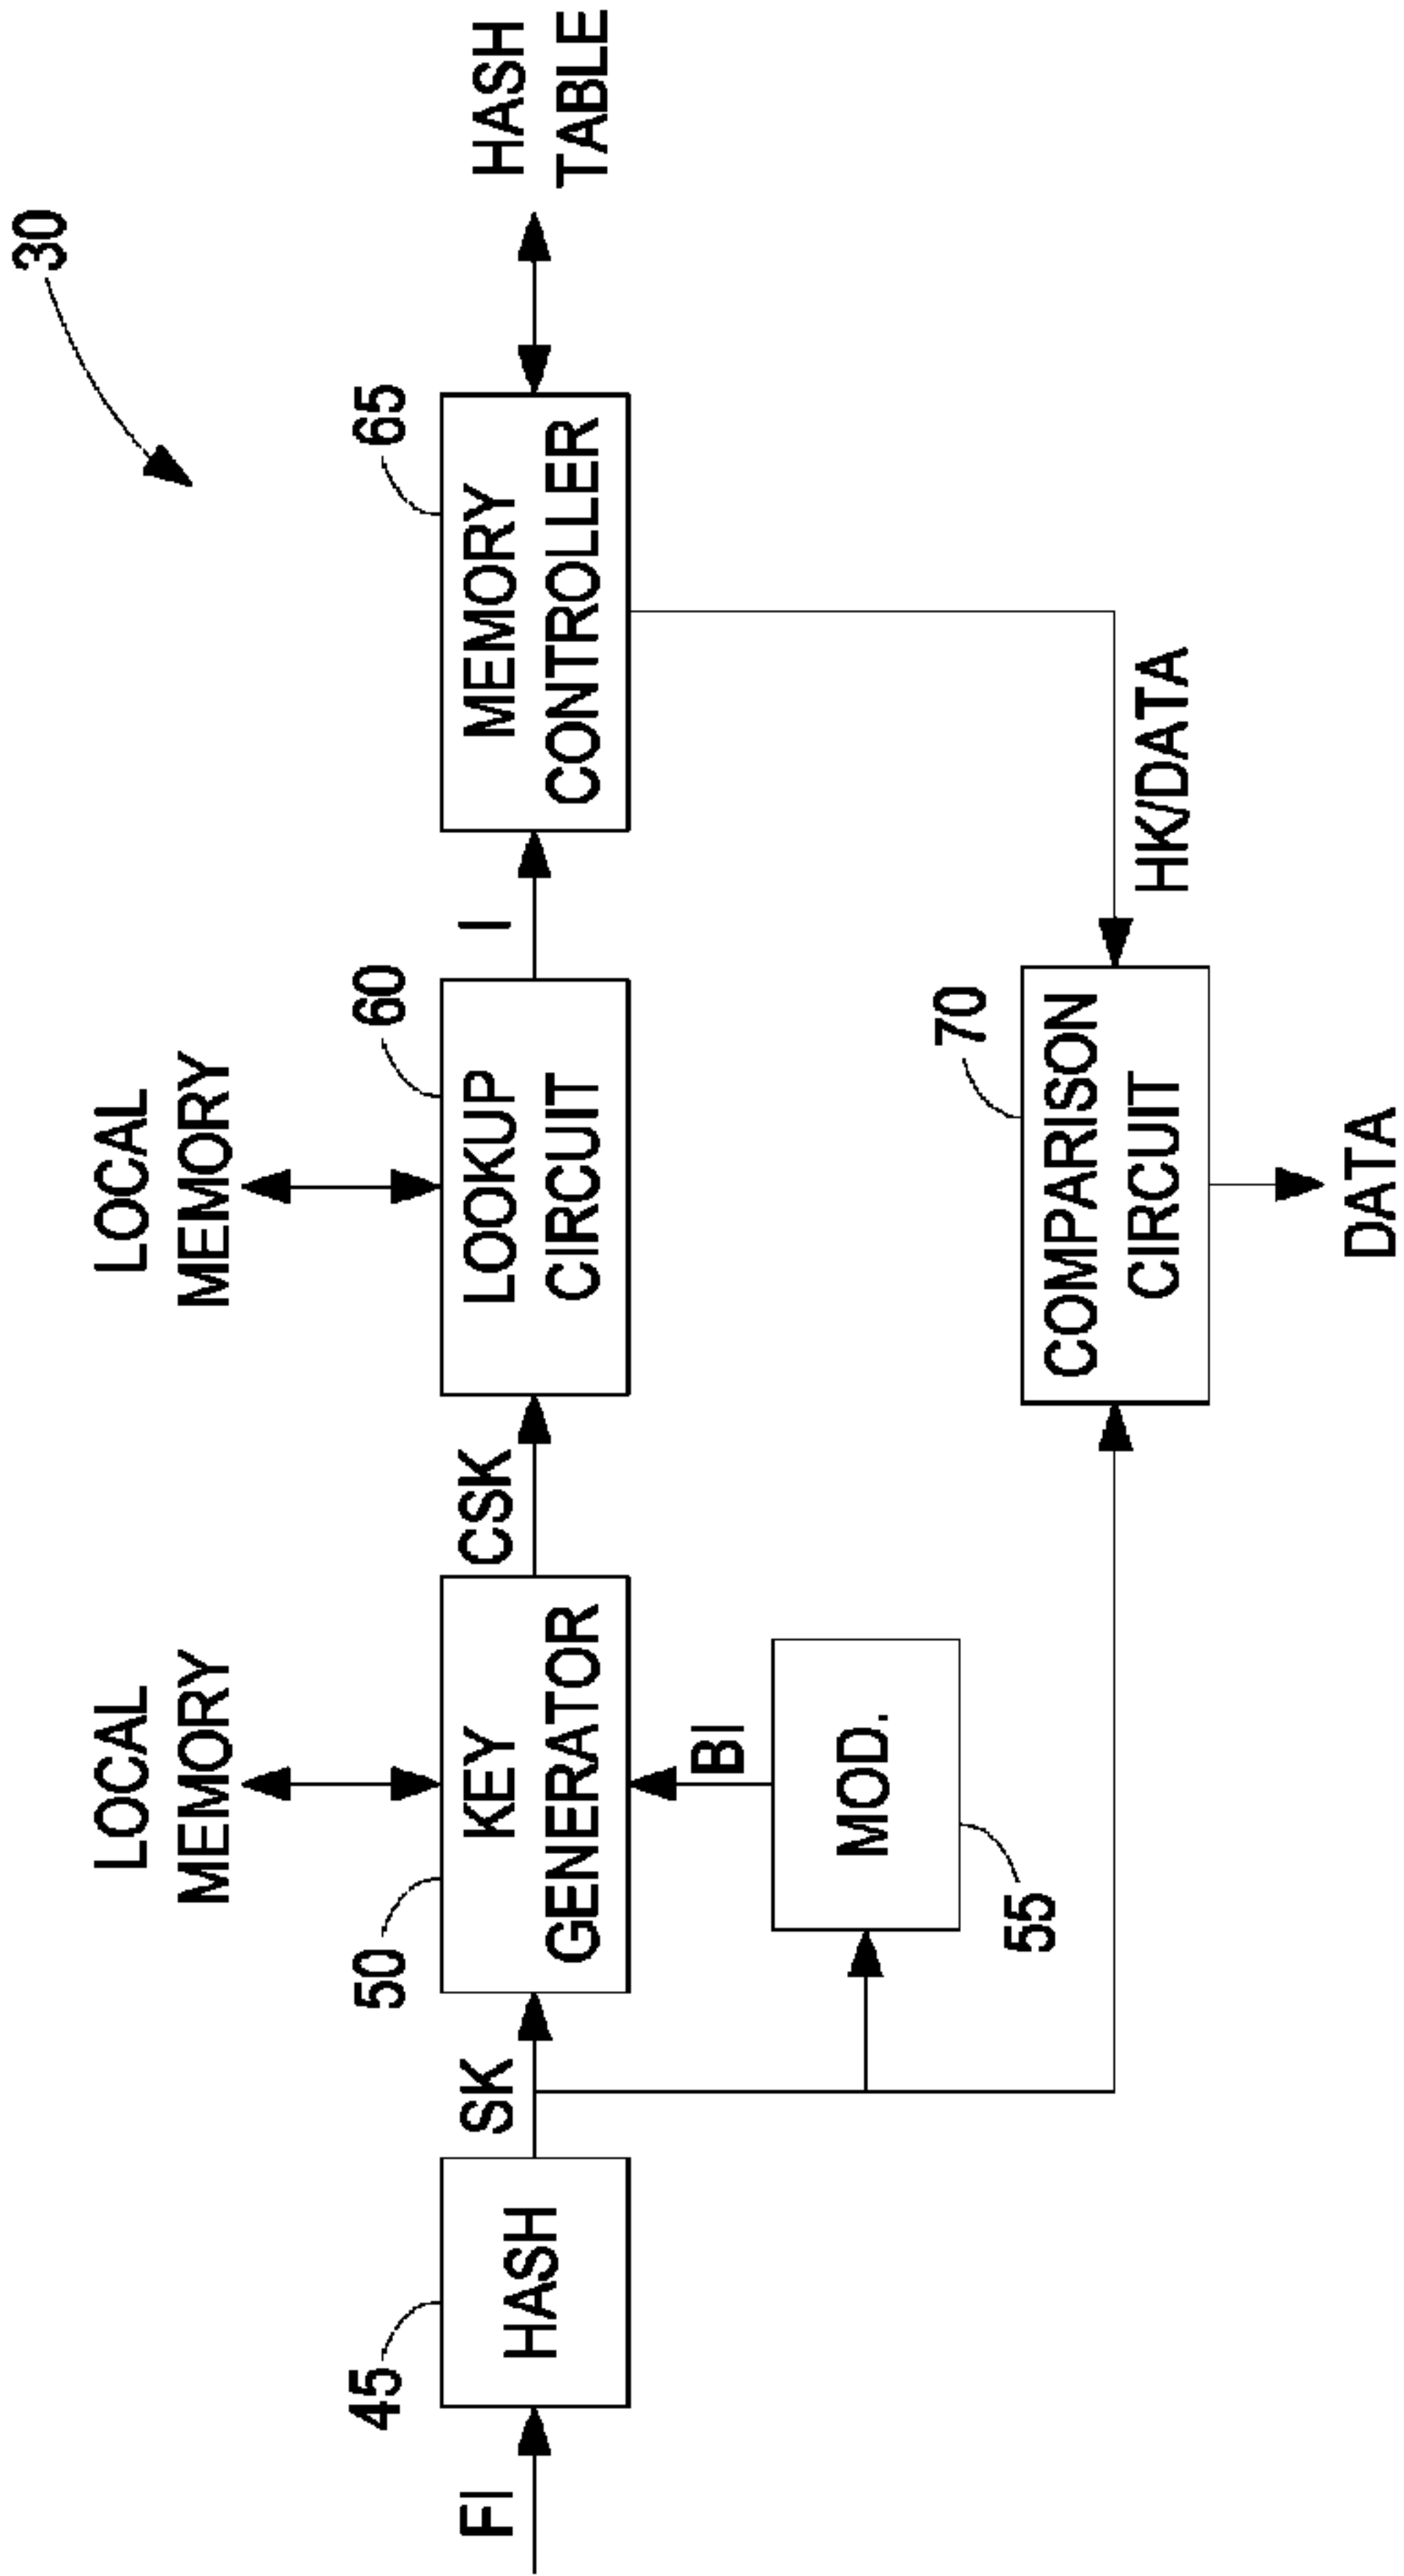 30
LOCAL
MEMORY
LOCAL
MEMORY
45
50
60
65
FI
HASH
SK
KEY
GENERATOR
CSK
LOOKUP
CIRCUIT
I
MEMORY
CONTROLLER
HASH
TABLE
BI
MOD.
55
70
COMPARISON
CIRCUIT
HK/DATA
DATA